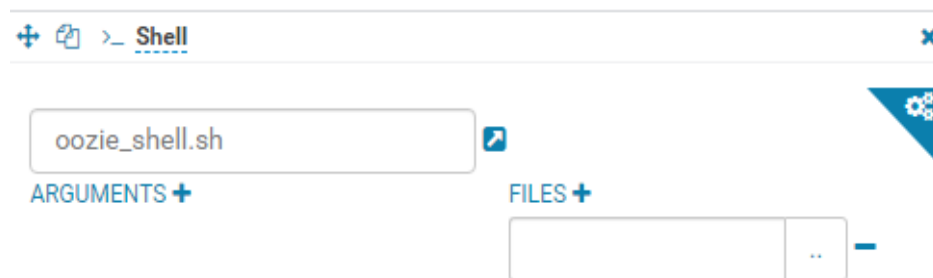 >_ Shell
oozie_shell.sh
ARGUMENTS +
FILES +
..